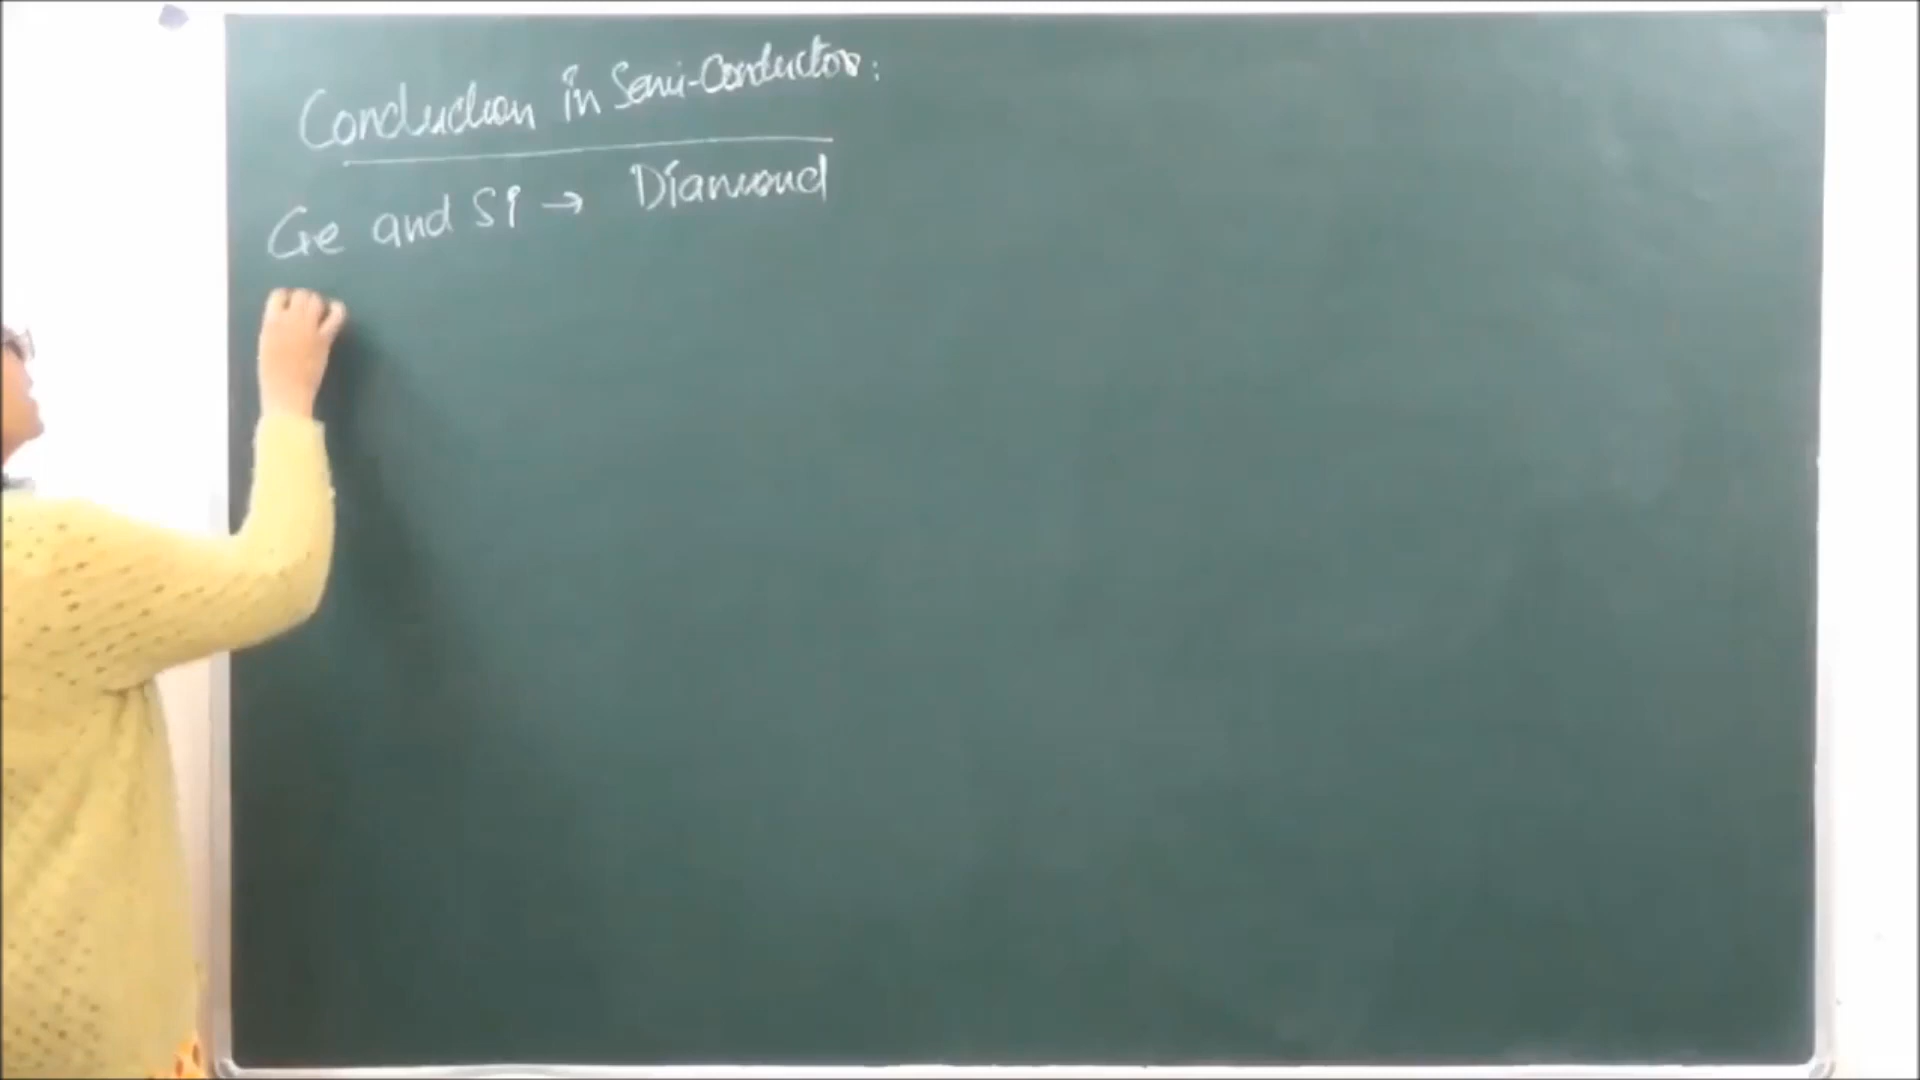 Conduction in Semi-Conductor:
Ge and Si → Diamond